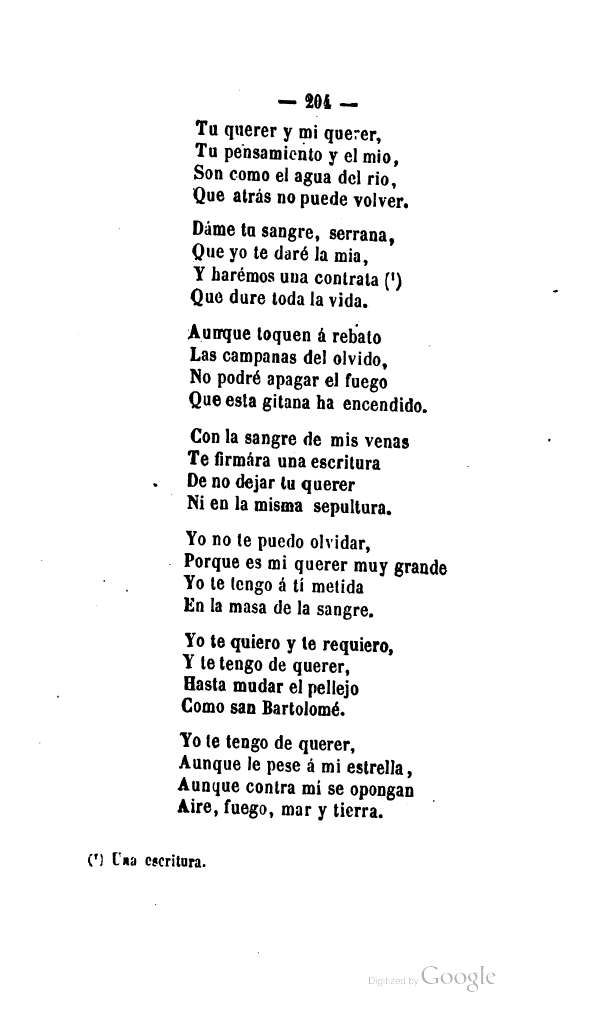 — 204 —
Tu querer y mi querer,
Tu pensamiento y el mio,
Son como el agua del rio,
Que atrás no puede volver.
Dáme tu sangre, serrana,
Que yo te daré la mia,
Y harémos una contrata (1)
Que dure toda la vida.
Aunque toquen á rebato
Las campanas del olvido,
No podré apagar el fuego
Que esta gitana ha encendido.
Con la sangre de mis venas
Te firmára una escritura
De no dejar tu querer
Ni en la misma sepultura.
Yo no te puedo olvidar,
Porque es mi querer muy grande
Yo te tengo á tí metida
En la masa de la sangre.
Yo te quiero y te requiero,
Y te tengo de querer,
Hasta mudar el pellejo
Como san Bartolomé.
Yo te tengo de querer,
Aunque le pese á mi estrella,
Aunque contra mí se opongan
Aire, fuego, mar y tierra.
(1) Una escritura.
Digitized by Google